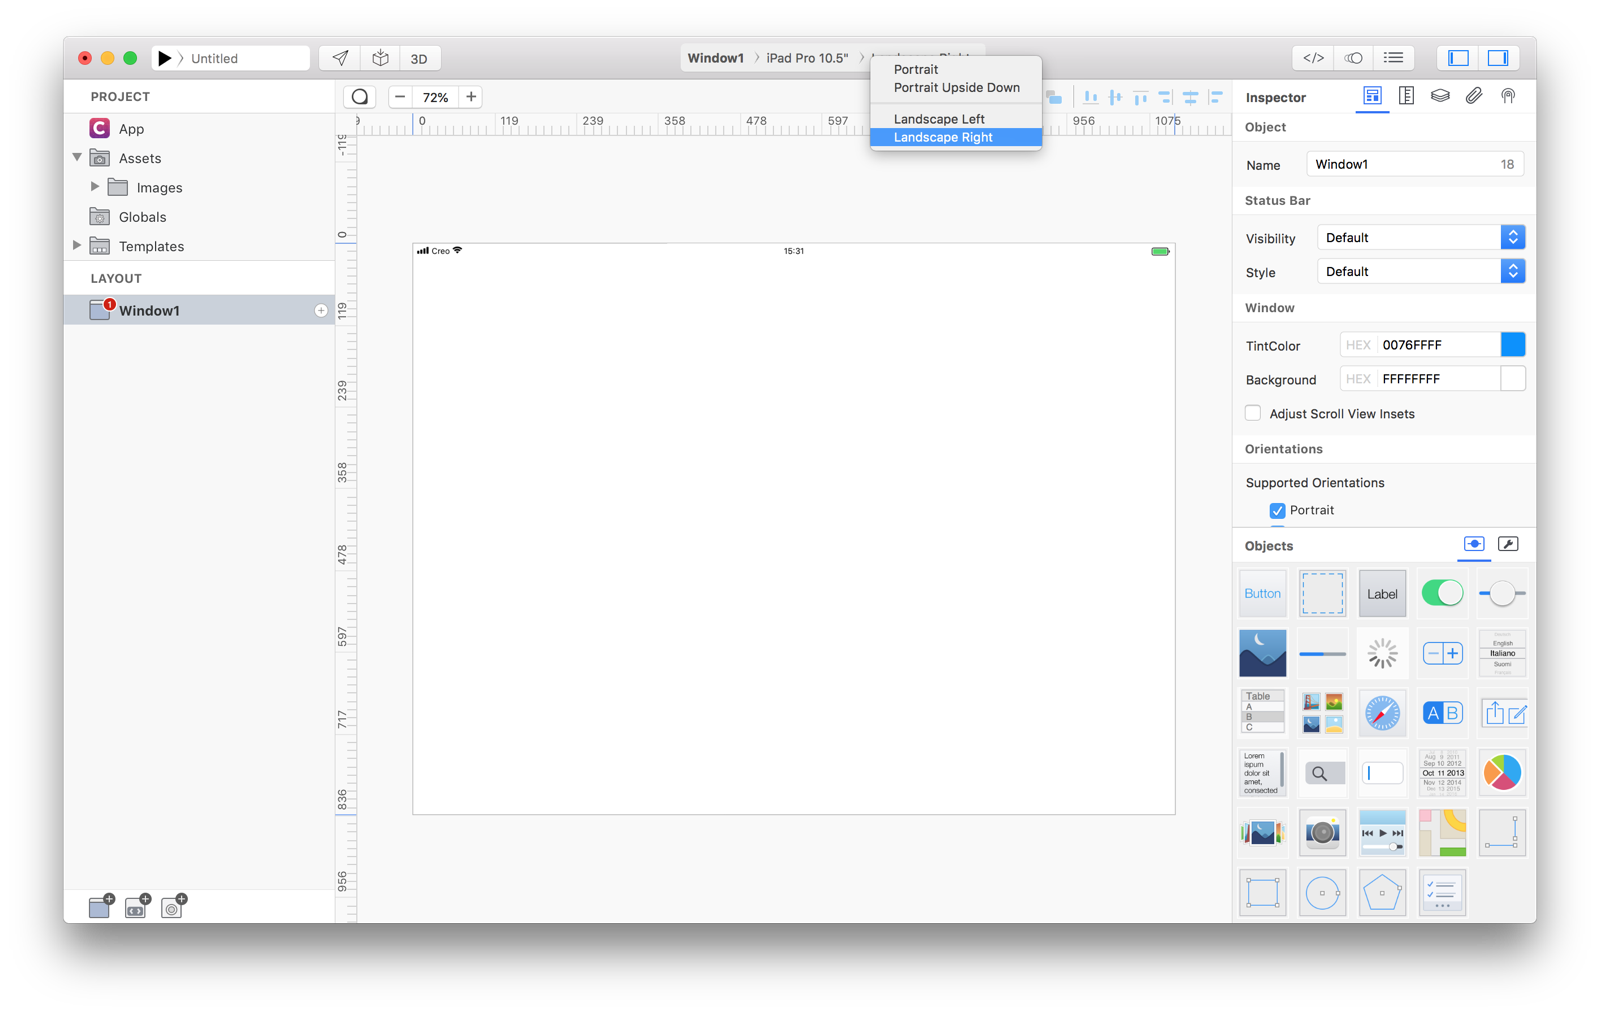 Untitled
3D
Window1
iPad Pro 10.5"
Portrait
Portrait Upside Down
Landscape Left
Landscape Right
PROJECT
App
Assets
Images
Globals
Templates
LAYOUT
1
Window1
72%
0
119
239
358
478
597
956
1075
-119
0
119
239
358
478
597
717
836
956
Creo
15:31
Inspector
Object
Name
Window1
18
Status Bar
Visibility
Default
Style
Default
Window
TintColor
HEX
0076FFFF
Background
HEX
FFFFFFFF
Adjust Scroll View Insets
Orientations
Supported Orientations
Portrait
Objects
Button
Label
English
Italiano
Suomi
Table
A
B
C
A B
Lorem
ispum
dolor sit
amet,
consected
Aug 9 2011
Sep 10 2012
Oct 11 2013
Nov 12 2014
Dec 13 2015